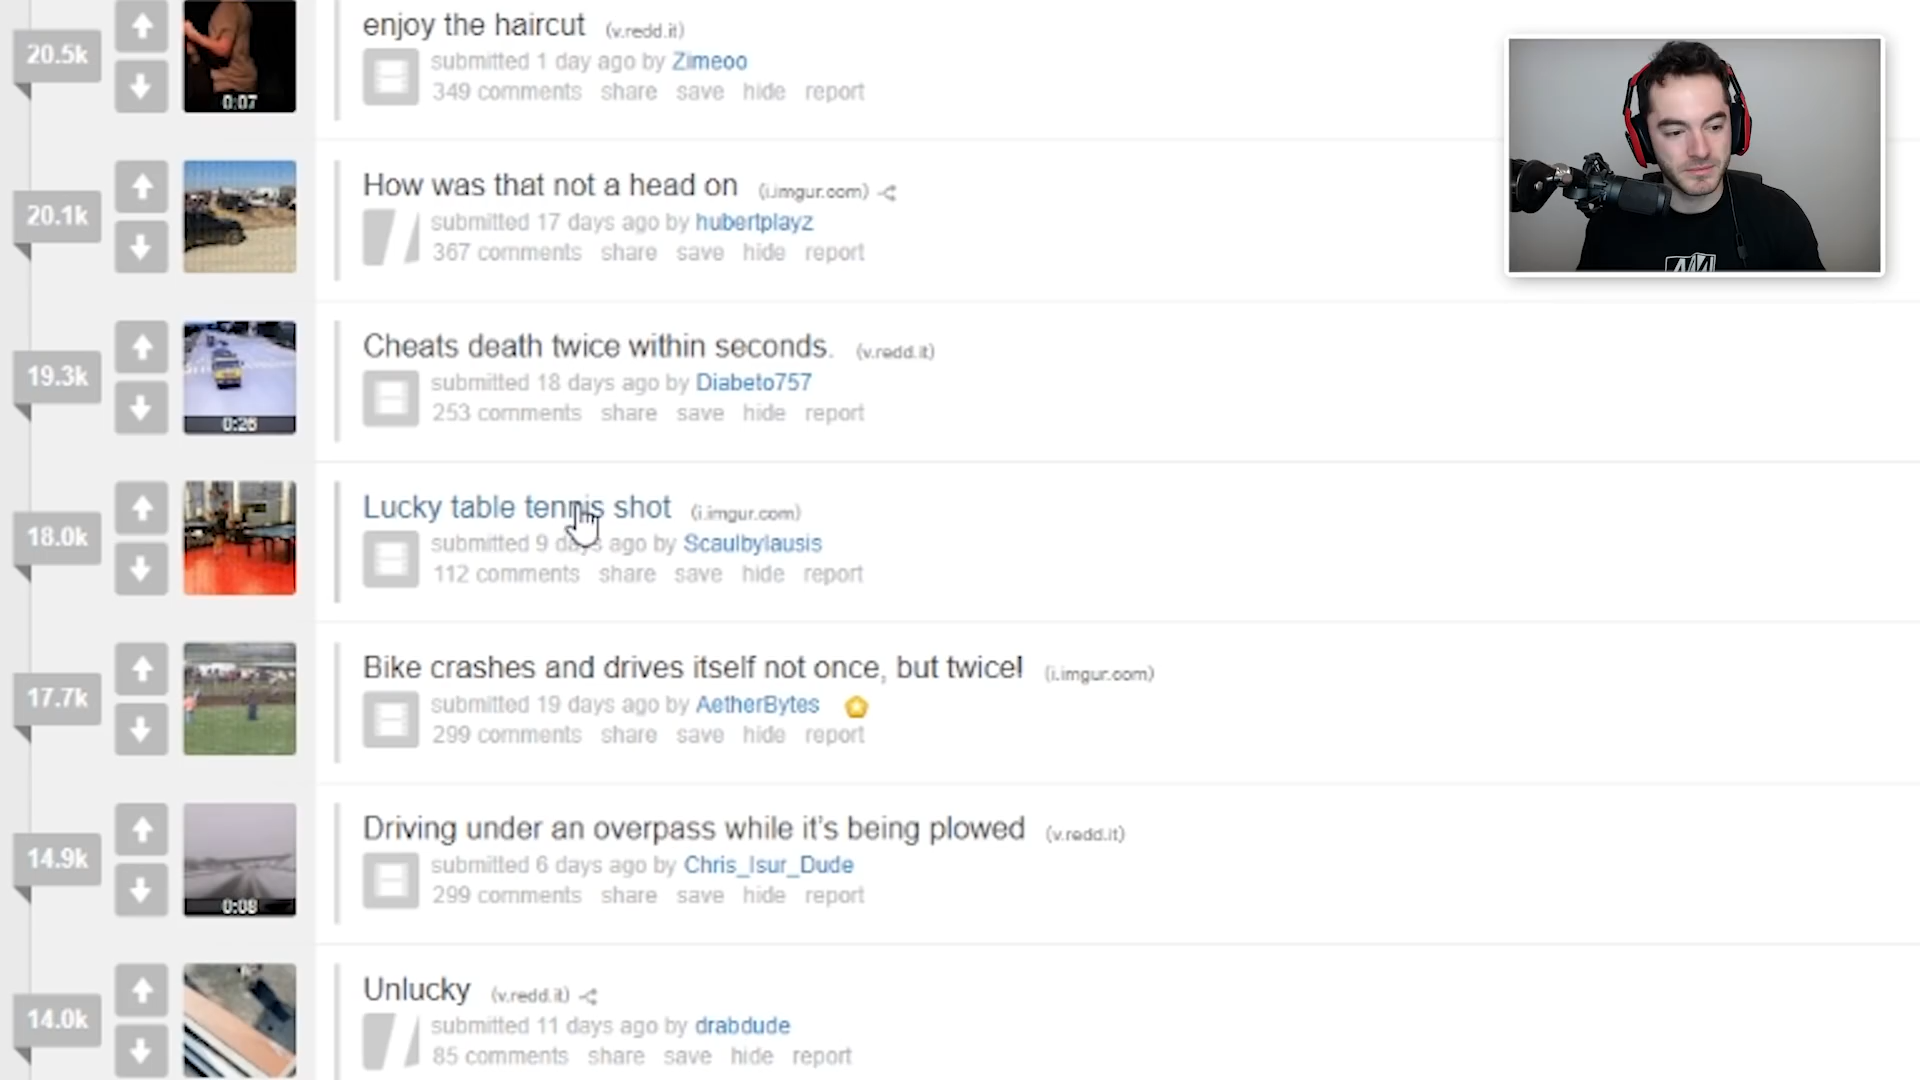 20.5k
enjoy the haircut (v.redd.it)
submitted 1 day ago by Zimeoo
349 comments share save hide report
0:07
20.1k
How was that not a head on (i.imgur.com)
submitted 17 days ago by hubertplayz
367 comments share save hide report
19.3k
Cheats death twice within seconds. (v.redd.it)
submitted 18 days ago by Diabeto757
253 comments share save hide report
0:26
18.0k
Lucky table tennis shot (i.imgur.com)
submitted 9 days ago by Scaulbylausis
112 comments share save hide report
17.7k
Bike crashes and drives itself not once, but twice! (i.imgur.com)
submitted 19 days ago by AetherBytes
299 comments share save hide report
14.9k
Driving under an overpass while it's being plowed (v.redd.it)
submitted 6 days ago by Chris_Isur_Dude
299 comments share save hide report
0:08
14.0k
Unlucky (v.redd.it)
submitted 11 days ago by drabdude
85 comments share save hide report